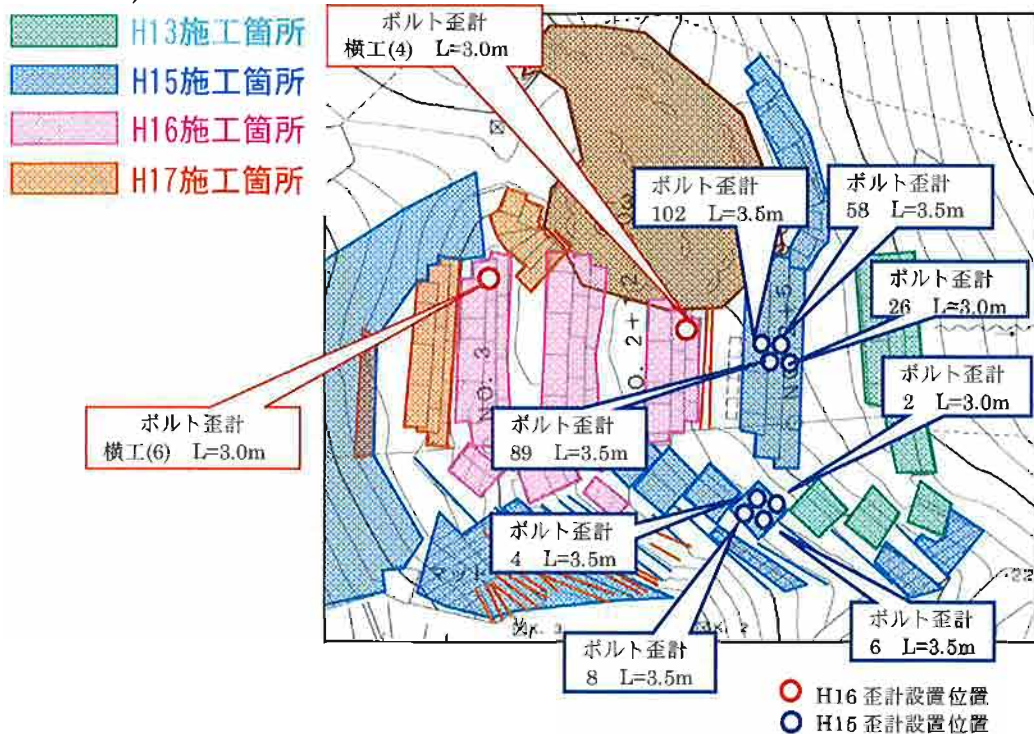 H13施工箇所
H15施工箇所
H16施工箇所
H17施工箇所
ボルト歪計
横工(4) L=3.0m
ボルト歪計
102 L=3.5m
ボルト歪計
58 L=3.5m
ボルト歪計
26 L=3.0m
ボルト歪計
2 L=3.0m
ボルト歪計
横工(6) L=3.0m
NO. 3
ボルト歪計
89 L=3.5m
ボルト歪計
4 L=3.5m
マット
ボルト歪計
6 L=3.5m
ボルト歪計
8 L=3.5m
H16 歪計設置位置
H15 歪計設置位置